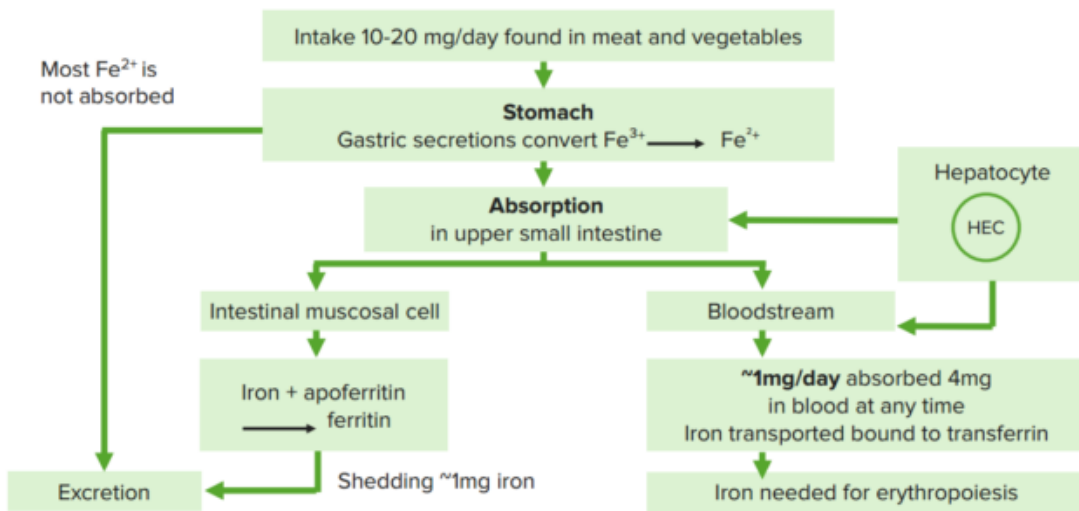 Intake 10-20 mg/day found in meat and vegetables
Most Fe²⁺ is
not absorbed
Stomach
Gastric secretions convert Fe³⁺ → Fe²⁺
Hepatocyte
HEC
Absorption
in upper small intestine
Intestinal muscosal cell
Bloodstream
Iron + apoferritin
→ ferritin
~1mg/day absorbed 4mg
in blood at any time
Iron transported bound to transferrin
Shedding ~1mg iron
Excretion
Iron needed for erythropoiesis